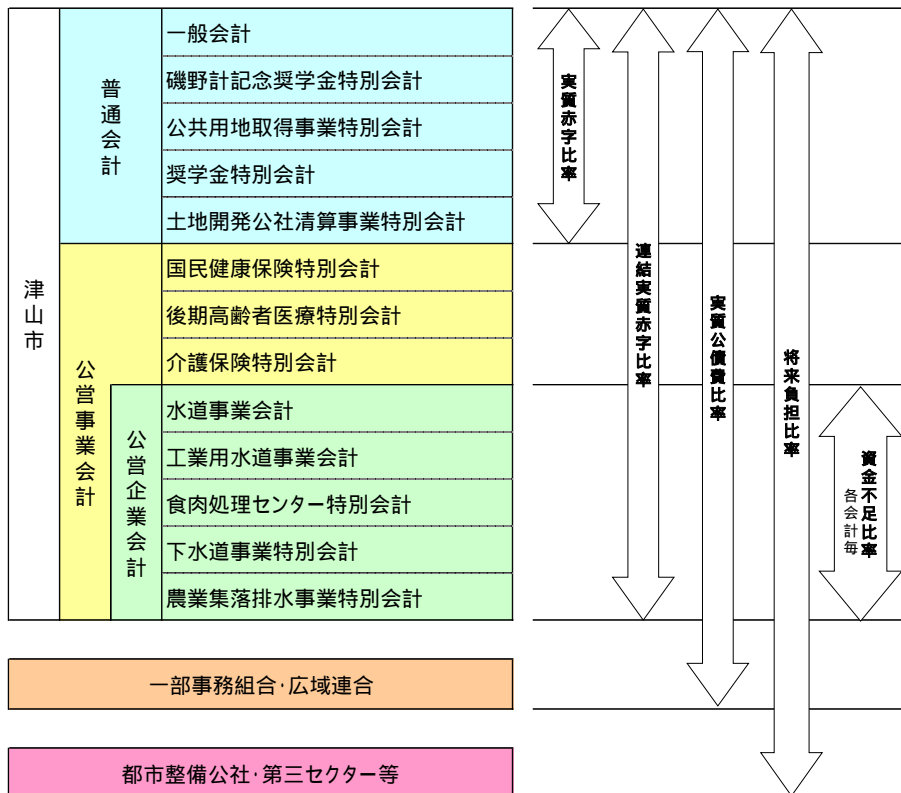 津山市
普通会計
一般会計
磯野計記念奨学金特別会計
公共用地取得事業特別会計
奨学金特別会計
土地開発公社清算事業特別会計
公営事業会計
国民健康保険特別会計
後期高齢者医療特別会計
介護保険特別会計
公営企業会計
水道事業会計
工業用水道事業会計
食肉処理センター特別会計
下水道事業特別会計
農業集落排水事業特別会計
一部事務組合・広域連合
都市整備公社・第三セクター等
実質赤字比率
連結実質赤字比率
実質公債費比率
将来負担比率
資金不足比率
各会計毎